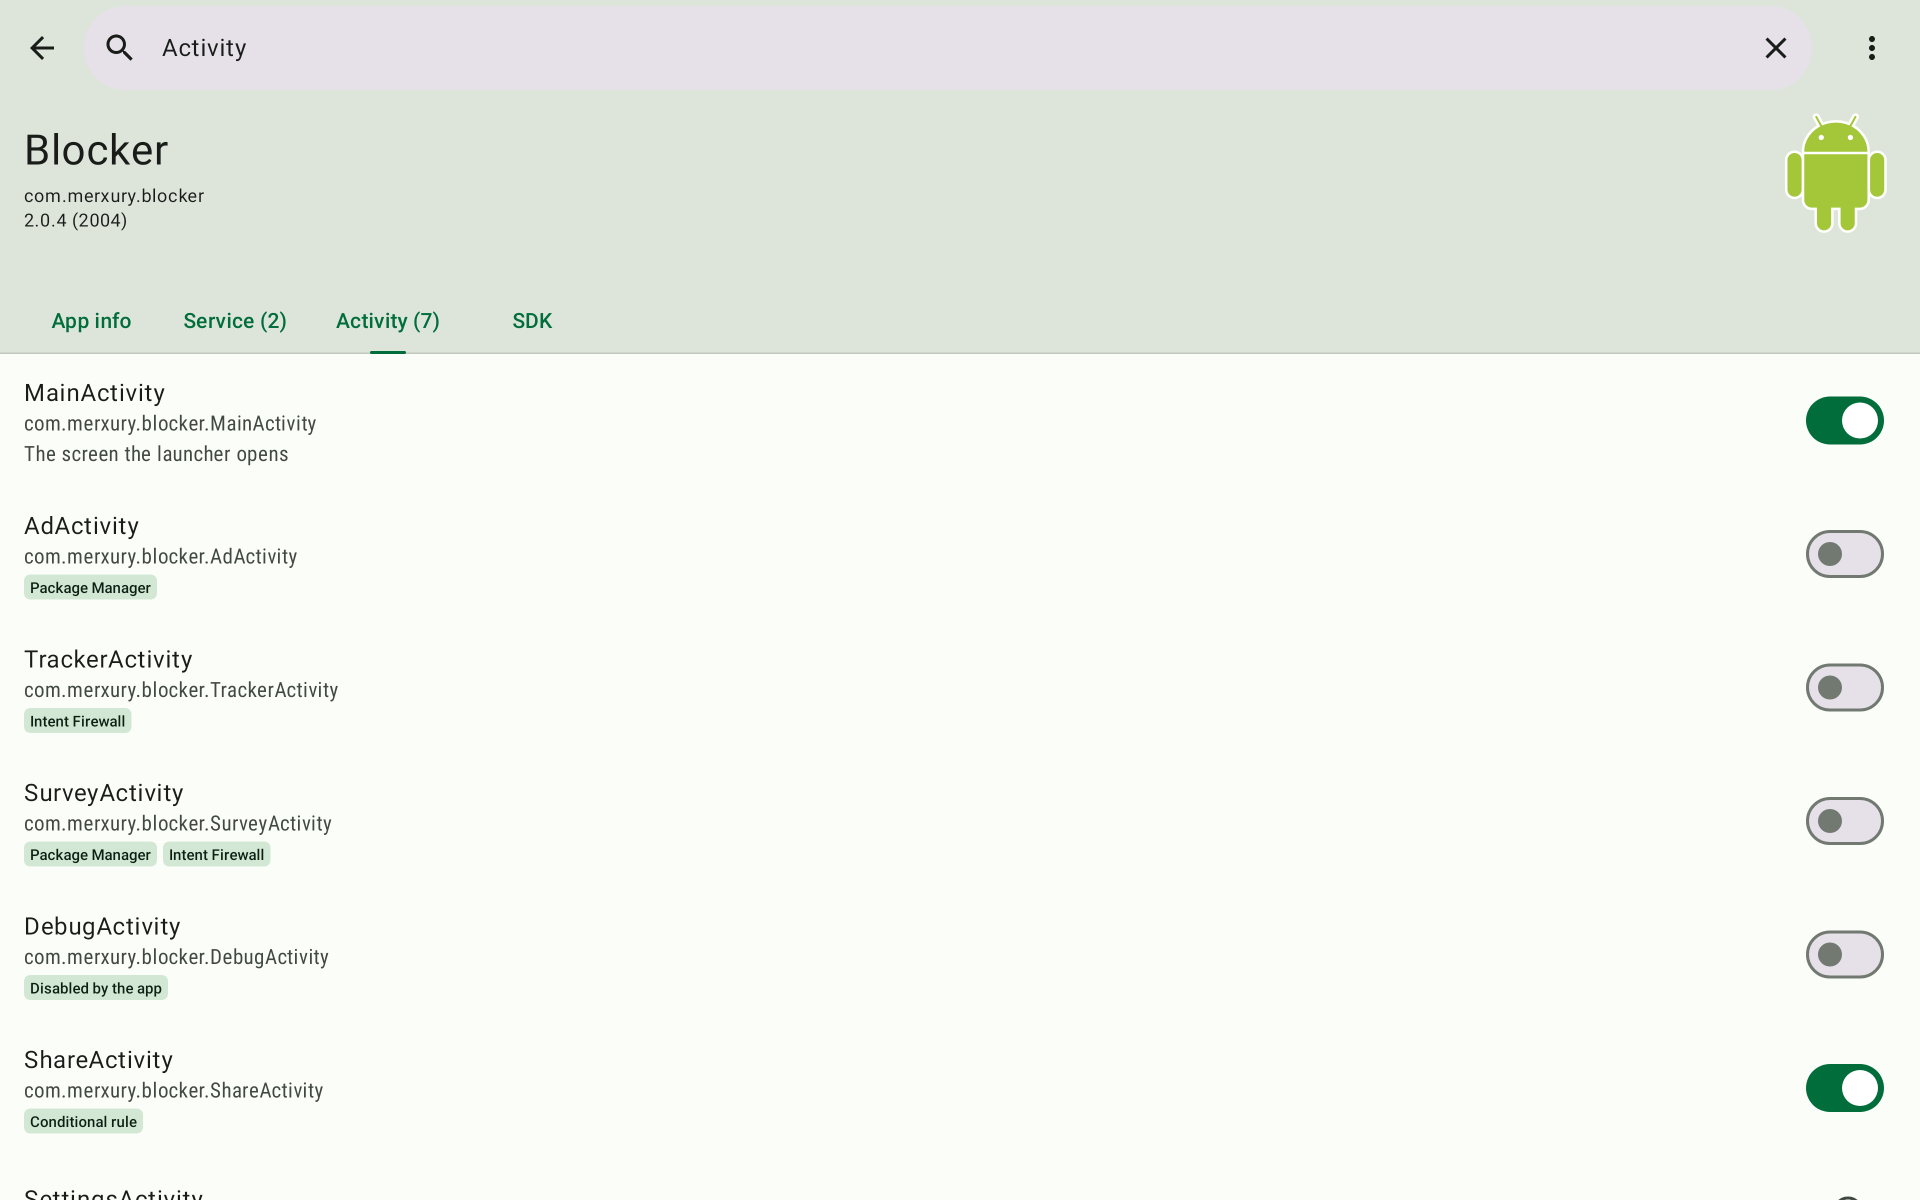 Activity
Blocker
com.merxury.blocker
2.0.4 (2004)
App info Service (2) Activity (7) SDK
MainActivity
com.merxury.blocker.MainActivity
The screen the launcher opens
AdActivity
com.merxury.blocker.AdActivity
Package Manager
TrackerActivity
com.merxury.blocker.TrackerActivity
Intent Firewall
SurveyActivity
com.merxury.blocker.SurveyActivity
Package Manager Intent Firewall
DebugActivity
com.merxury.blocker.DebugActivity
Disabled by the app
ShareActivity
com.merxury.blocker.ShareActivity
Conditional rule
SettingsActivity